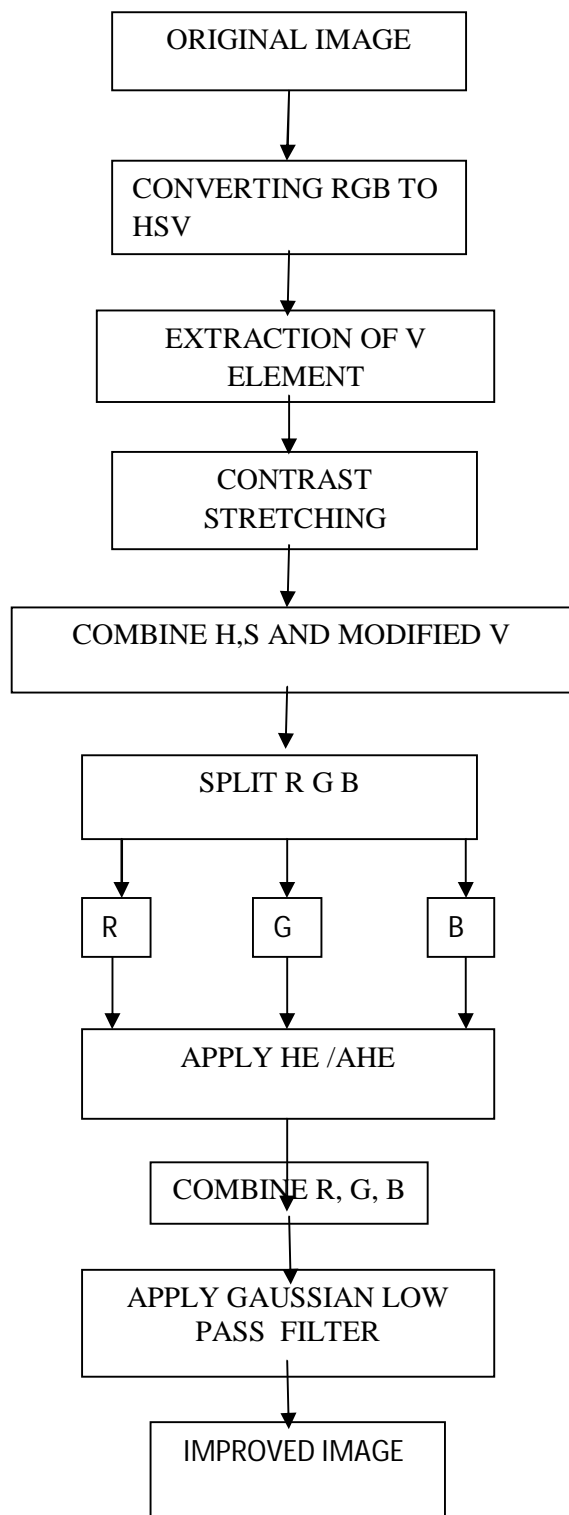 ORIGINAL IMAGE
CONVERTING RGB TO
HSV
EXTRACTION OF V
ELEMENT
CONTRAST
STRETCHING
COMBINE H,S AND MODIFIED V
SPLIT R G B
R G B
APPLY HE /AHE
COMBINE R, G, B
APPLY GAUSSIAN LOW
PASS FILTER
IMPROVED IMAGE